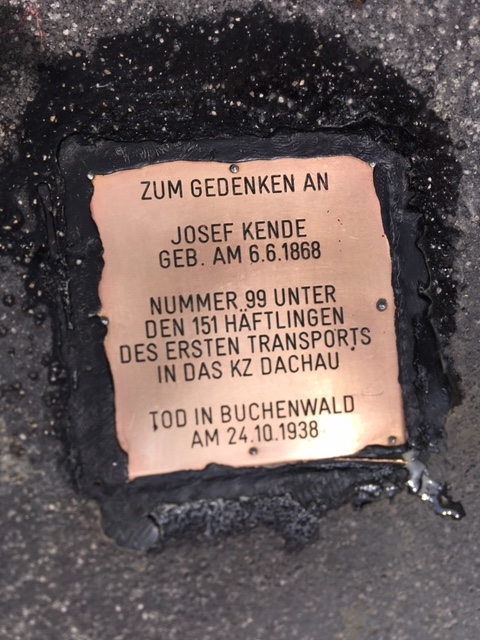 ZUM GEDENKEN AN
JOSEF KENDE
GEB. AM 6.6.1868
NUMMER 99 UNTER
DEN 151 HÄFTLINGEN
DES ERSTEN TRANSPORTS
IN DAS KZ DACHAU
TOD IN BUCHENWALD
AM 24.10.1938